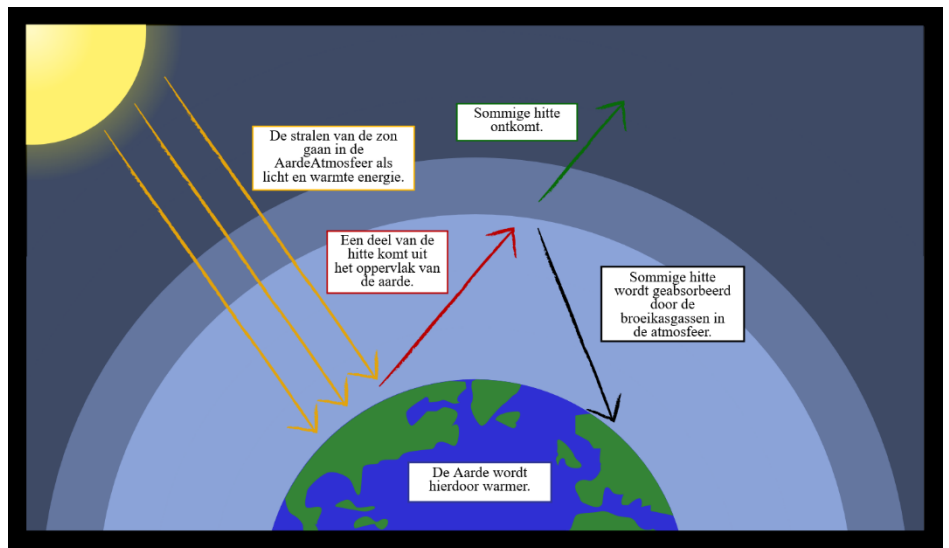 Sommige hitte
ontkomt.
De stralen van de zon
gaan in de
AardeAtmosfeer als
licht en warmte energie.
Een deel van de
hitte komt uit
het oppervlak van
de aarde.
Sommige hitte
wordt geabsorbeerd
door de
broeikasgassen in
de atmosfeer.
De Aarde wordt
hierdoor warmer.